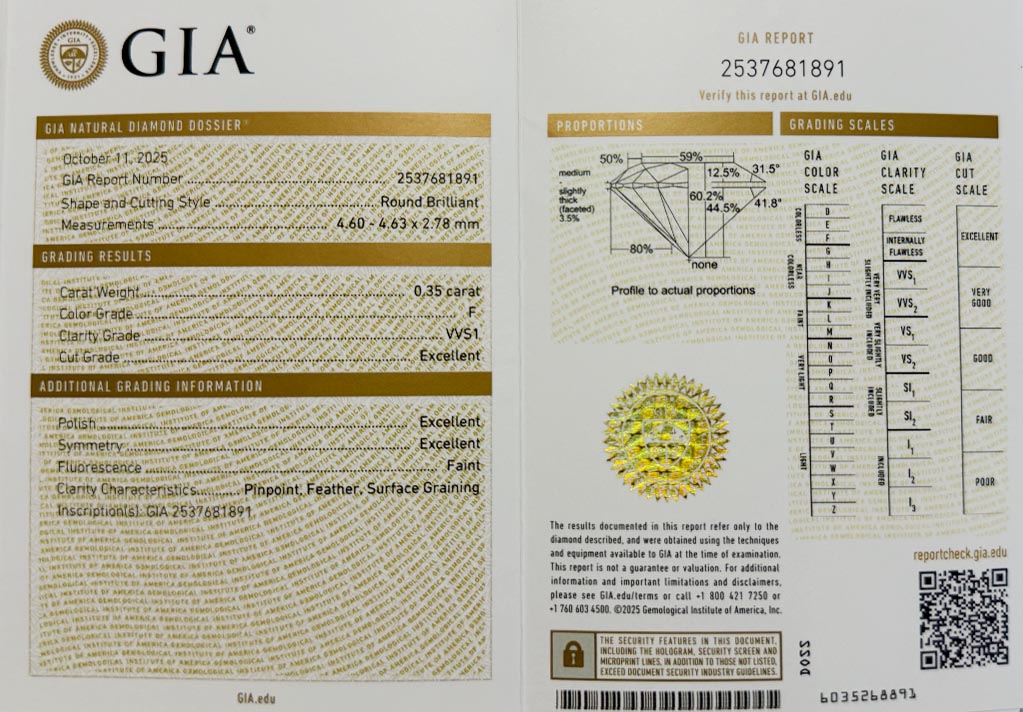 GIA®
GIA NATURAL DIAMOND DOSSIER®
October 11, 2025
GIA Report Number ........ 2537681891
Shape and Cutting Style ........ Round Brilliant
Measurements ........ 4.60 - 4.63 x 2.78 mm
GRADING RESULTS
Carat Weight ........ 0.35 carat
Color Grade ........ F
Clarity Grade ........ VVS1
Cut Grade ........ Excellent
ADDITIONAL GRADING INFORMATION
Polish ........ Excellent
Symmetry ........ Excellent
Fluorescence ........ Faint
Clarity Characteristics ........ Pinpoint, Feather, Surface Graining
Inscription(s): GIA 2537681891
GIA.edu
GIA REPORT
2537681891
Verify this report at GIA.edu
PROPORTIONS
50%
59%
medium
-
slightly
thick
(faceted)
3.5%
12.5%
31.5°
60.2%
44.5%
41.8°
80%
none
Profile to actual proportions
GRADING SCALES
GIA
COLOR
SCALE
COLORLESS
D
E
F
NEAR COLORLESS
G
H
I
J
FAINT
K
L
M
VERY LIGHT
N
O
P
Q
R
LIGHT
S
T
U
V
W
X
Y
Z
GIA
CLARITY
SCALE
FLAWLESS
INTERNALLY
FLAWLESS
VERY VERY SLIGHTLY INCLUDED
VVS1
VVS2
VERY SLIGHTLY INCLUDED
VS1
VS2
SLIGHTLY INCLUDED
SI1
SI2
INCLUDED
I1
I2
I3
GIA
CUT
SCALE
EXCELLENT
VERY
GOOD
GOOD
FAIR
POOR
The results documented in this report refer only to the
diamond described, and were obtained using the techniques
and equipment available to GIA at the time of examination.
This report is not a guarantee or valuation. For additional
information and important limitations and disclaimers,
please see GIA.edu/terms or call +1 800 421 7250 or
+1 760 603 4500. ©2025 Gemological Institute of America, Inc.
THE SECURITY FEATURES IN THIS DOCUMENT,
INCLUDING THE HOLOGRAM, SECURITY SCREEN AND
MICROPRINT LINES, IN ADDITION TO THOSE NOT LISTED,
EXCEED DOCUMENT SECURITY INDUSTRY GUIDELINES.
reportcheck.gia.edu
6035268891